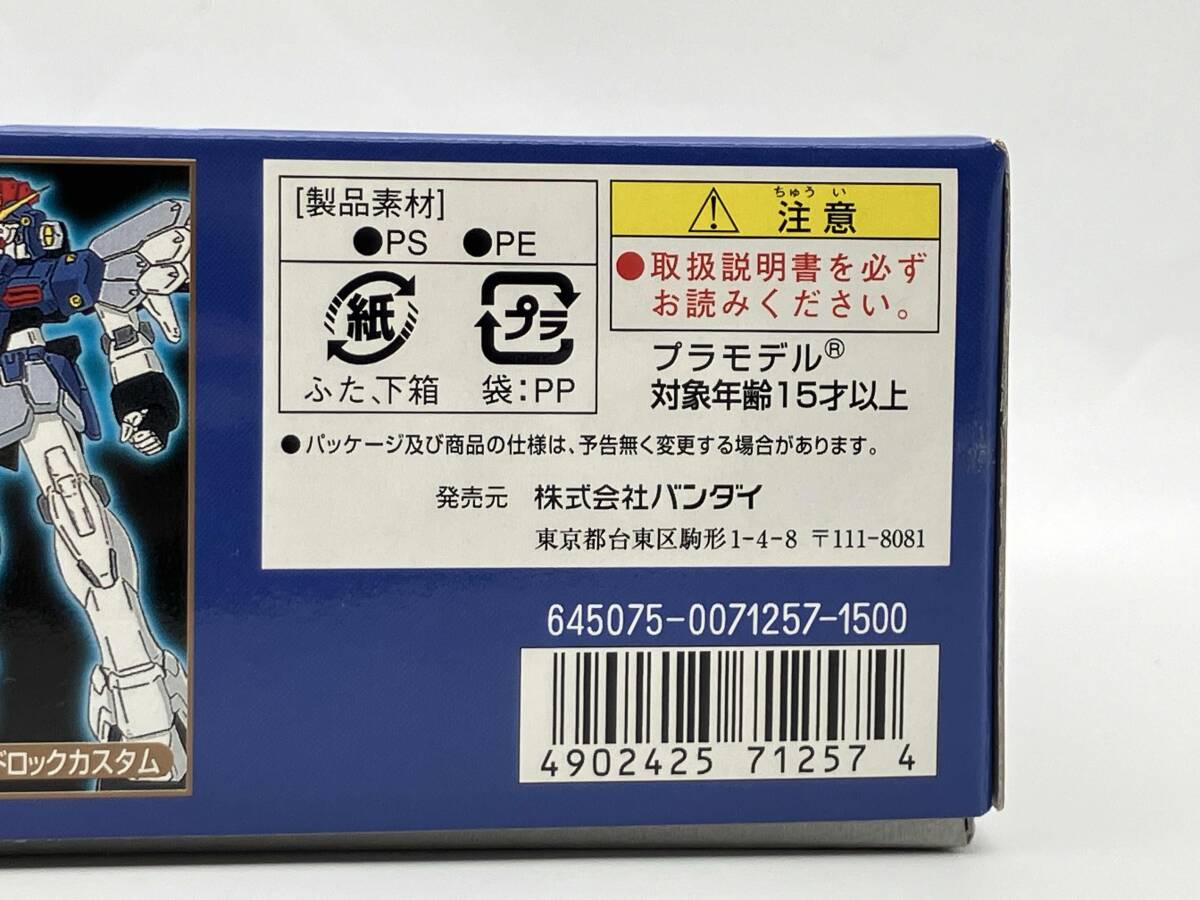 [製品素材]
●PS ●PE
紙
プラ
ふた、下箱 袋:PP
ちゅうい
注意
●取扱説明書を必ず
お読みください。
プラモデル®
対象年齢15才以上
●パッケージ及び商品の仕様は、予告無く変更する場合があります。
発売元 株式会社バンダイ
東京都台東区駒形1-4-8 〒111-8081
645075-0071257-1500
4902425 71257 4
ドロックカスタム